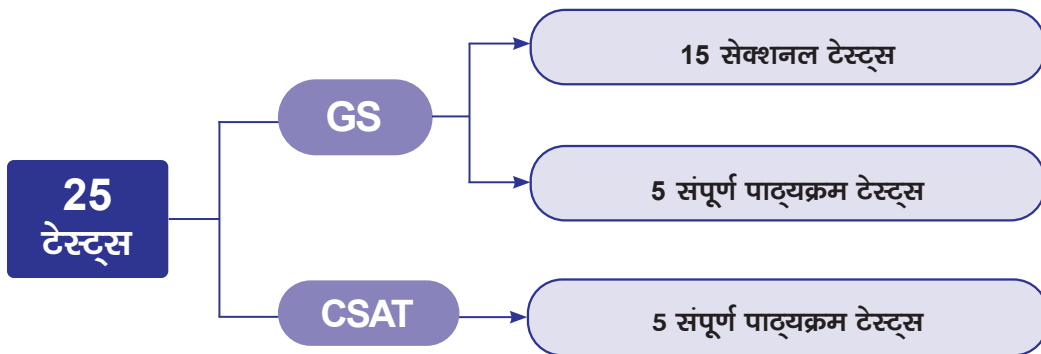 25
टेस्ट्स
GS
15 सेक्शनल टेस्ट्स
5 संपूर्ण पाठ्यक्रम टेस्ट्स
CSAT
5 संपूर्ण पाठ्यक्रम टेस्ट्स